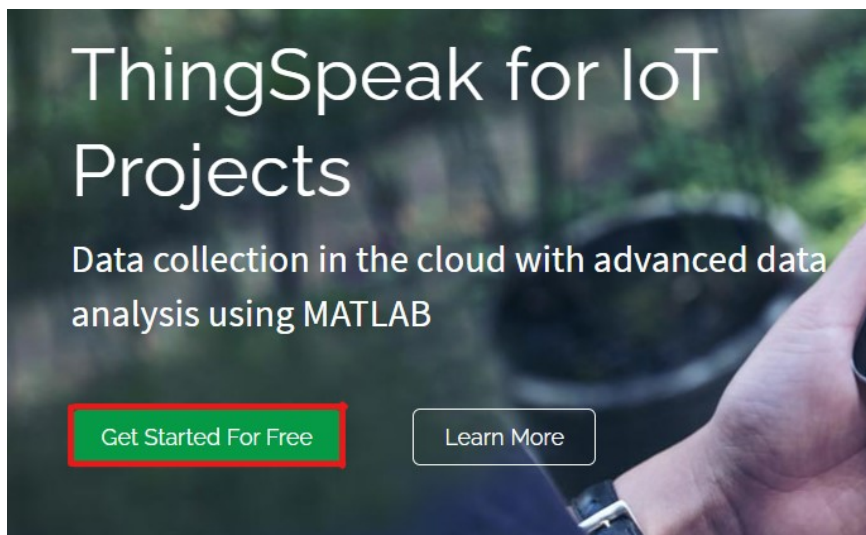 ThingSpeak for IoT
Projects
Data collection in the cloud with advanced data
analysis using MATLAB
Get Started For Free
Learn More